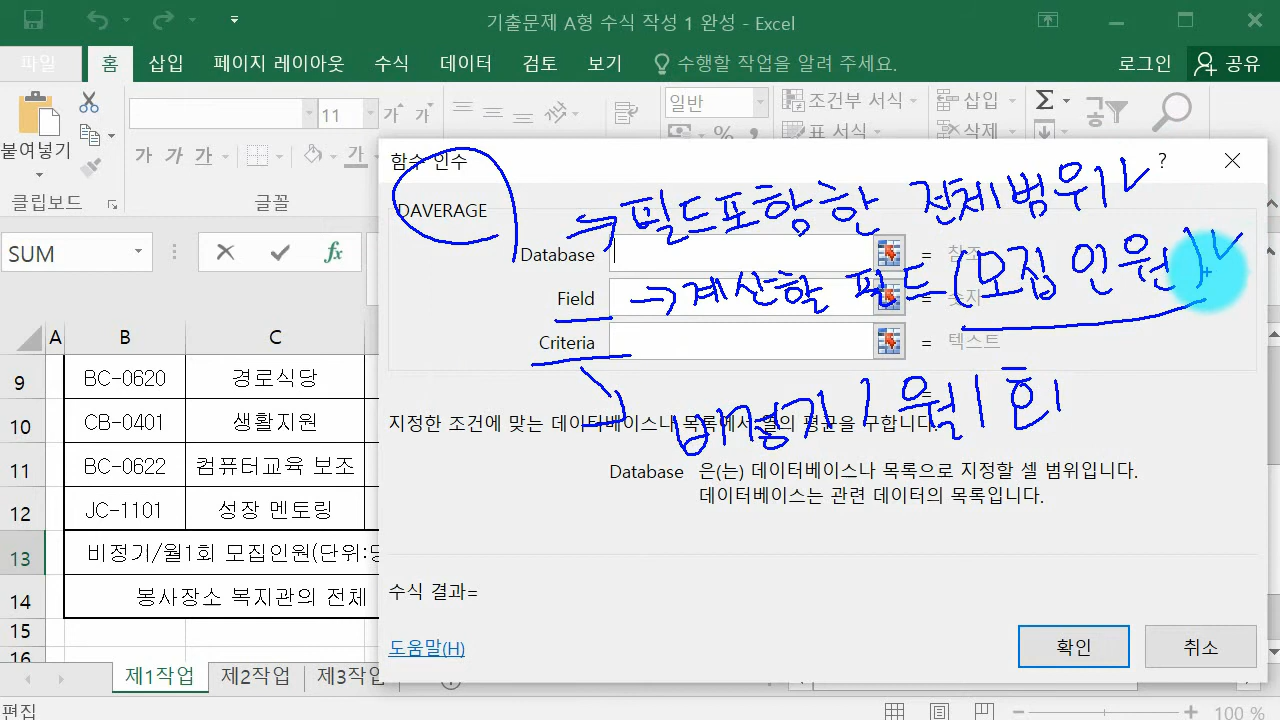 기출문제 A형 수식 작성 1 완성 - Excel
파일 홈 삽입 페이지 레이아웃 수식 데이터 검토 보기 수행할 작업을 알려 주세요. 로그인 공유
붙여넣기 11 가 가 일반 조건부 서식 삽입 Σ
가 가 가 가 % 표 서식 삭제
클립보드 글꼴
함수 인수 ?
DAVERAGE
→ 필드포함한 전체범위
SUM fx
Database = 참조
Field = 숫자
→ 계산할 필드(모집인원)
Criteria = 텍스트
비정기/월1회
=
지정한 조건에 맞는 데이터베이스나 목록에서 열의 평균을 구합니다.
Database 은(는) 데이터베이스나 목록으로 지정할 셀 범위입니다.
데이터베이스는 관련 데이터의 목록입니다.
수식 결과=
도움말(H) 확인 취소
A B C
9 BC-0620 경로식당
10 CB-0401 생활지원
11 BC-0622 컴퓨터교육 보조
12 JC-1101 성장 멘토링
13 비정기/월1회 모집인원(단위:명
14 봉사장소 복지관의 전체
15
16
제1작업 제2작업 제3작업
편집 100 %